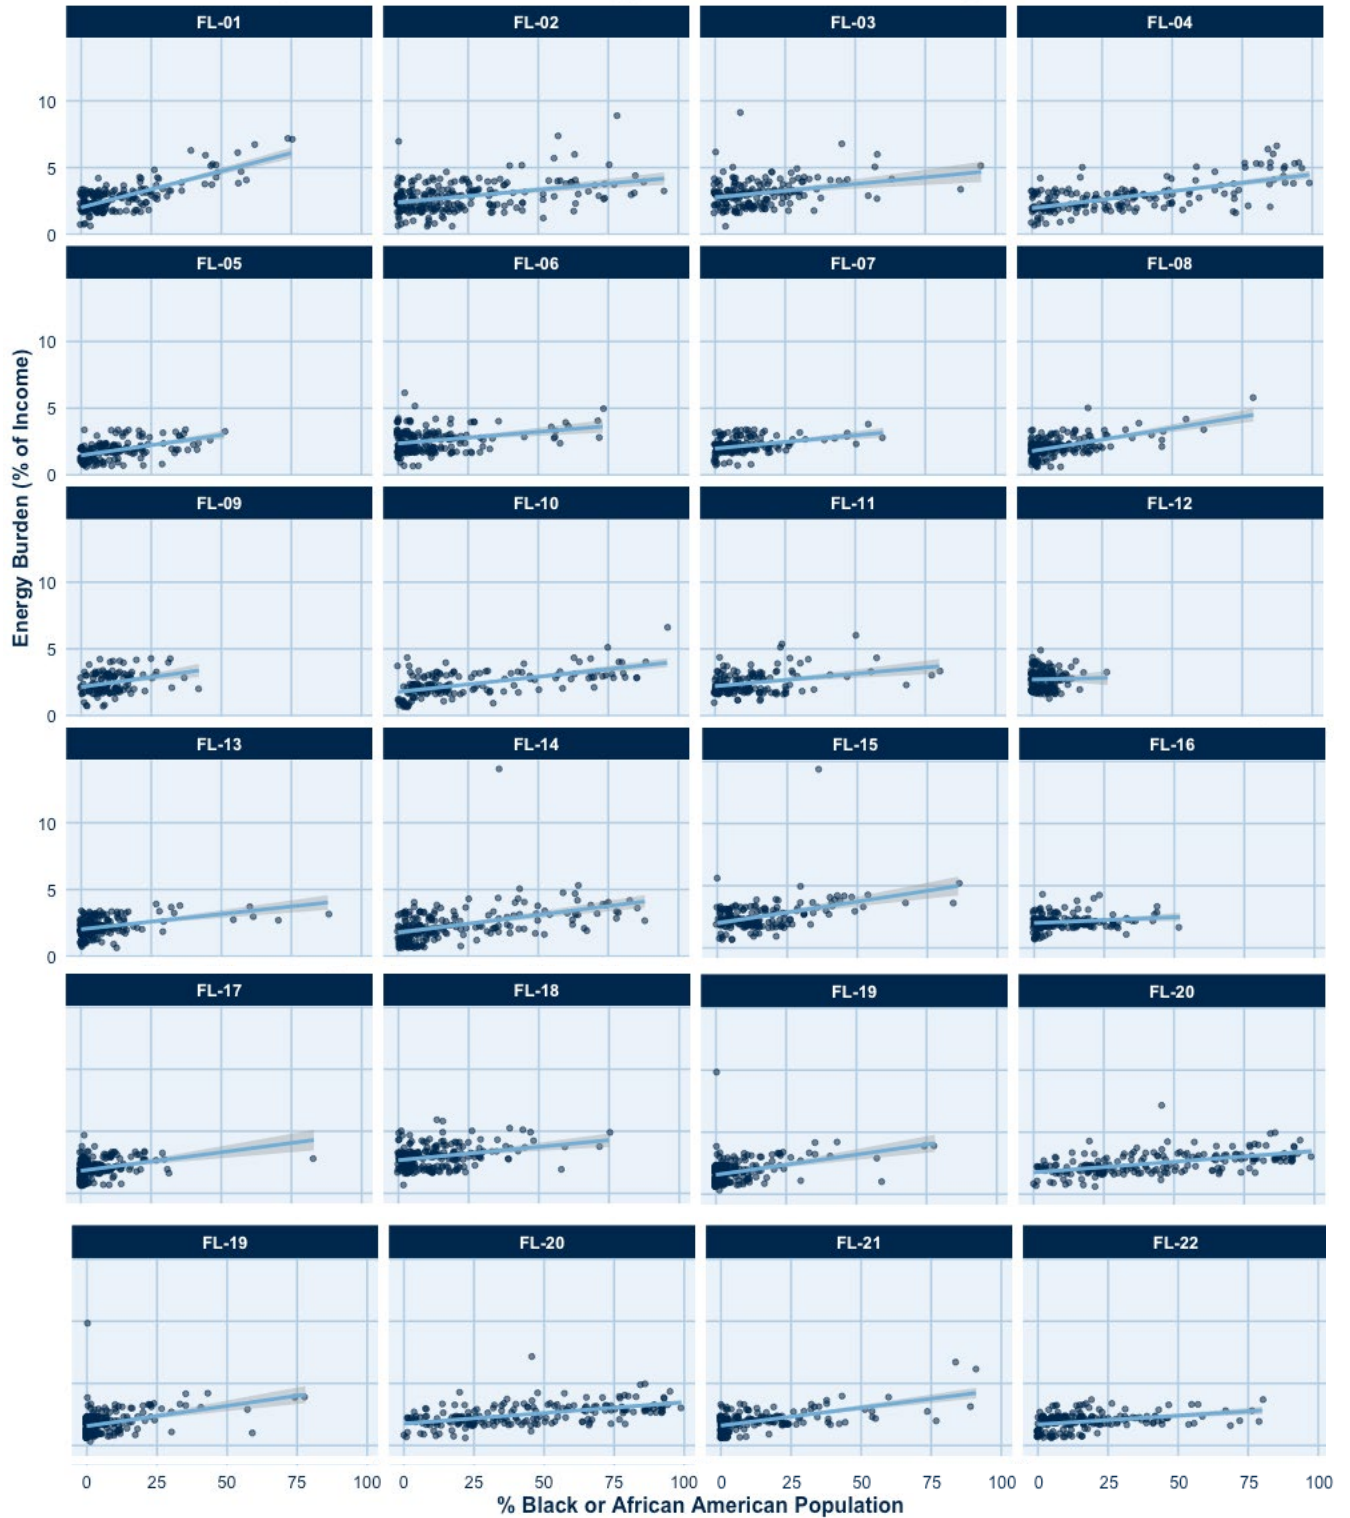 FL-01 FL-02 FL-03 FL-04
10
5
0
FL-05 FL-06 FL-07 FL-08
10
5
0
FL-09 FL-10 FL-11 FL-12
10
5
0
FL-13 FL-14 FL-15 FL-16
10
5
0
FL-17 FL-18 FL-19 FL-20
FL-19 FL-20 FL-21 FL-22
0 25 50 75 100 0 25 50 75 100 0 25 50 75 100 0 25 50 75 100
% Black or African American Population
Energy Burden (% of Income)